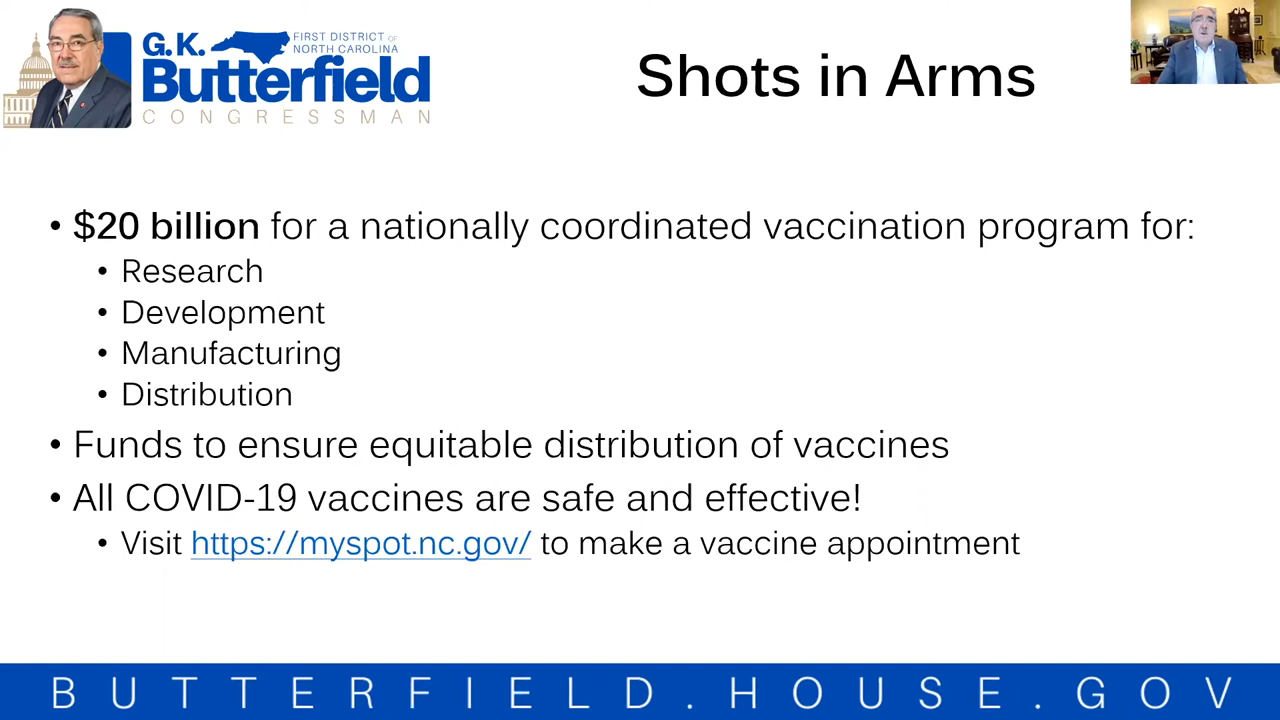 G.K.
FIRST DISTRICT OF
NORTH CAROLINA
Butterfield
CONGRESSMAN
Shots in Arms
• $20 billion for a nationally coordinated vaccination program for:
• Research
• Development
• Manufacturing
• Distribution
• Funds to ensure equitable distribution of vaccines
• All COVID-19 vaccines are safe and effective!
• Visit https://myspot.nc.gov/ to make a vaccine appointment
BUTTERFIELD.HOUSE.GOV